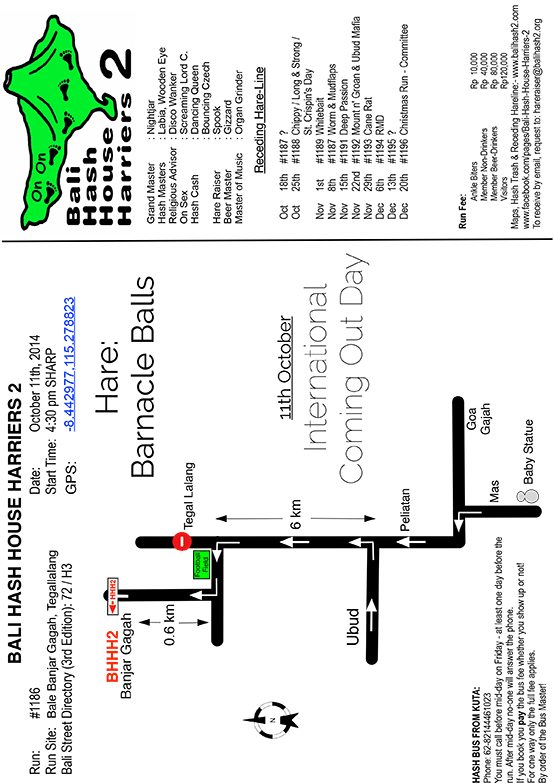 BALI HASH HOUSE HARRIERS 2
Run: #1186
Date: October 11th, 2014
Run Site: Bale Banjar Gagah, Tegallalang
Start Time: 4:30 pm SHARP
Bali Street Directory (3rd Edition): 72 / H3
GPS: -8.442977,115.278823
Hare:
Barnacle Balls
BHHH2
Banjar Gagah
HHH2
0.6 km
Football
Field
Tegal Lalang
11th October
International
Coming Out Day
6 km
N
Ubud
Peliatan
Goa
Gajah
Mas
Baby Statue
HASH BUS FROM KUTA:
Phone: 62-82144461023
You must call before mid-day on Friday - at least one day before the
run. After mid-day no-one will answer the phone.
If you book you pay the bus fee whether you show up or not!
For one way only the full fee applies.
By order of the Bus Master!
On On
Bali
Hash
House
Harriers 2
Grand Master : Nightjar
Hash Masters : Labia, Wooden Eye
Religious Advisor : Disco Wanker
On Sex : Screaming Lord C.
Hash Cash : Dancing Queen
: Bouncing Czech
Hare Raiser : Spook
Beer Master : Gizzard
Master of Music : Organ Grinder
Receding Hare-Line
Oct 18th #1187 ?
Oct 25th #1188 Chippy / Long & Strong /
St. Crispin's Day
Nov 1st #1189 Whitebait
Nov 8th #1187 Worm & Mudflaps
Nov 15th #1191 Deep Passion
Nov 22nd #1192 Mount n' Groan & Ubud Mafia
Nov 29th #1193 Cane Rat
Dec 6th #1194 RMD
Dec 13th #1195 ?
Dec 20th #1196 Christmas Run - Committee
Run Fee:
Ankle Biters Rp 10,000
Member Non-Drinkers Rp 40,000
Member Beer-Drinkers Rp 80,000
Visitors Rp120,000
Maps, Hash Trash & Receding Hareline:- www.balihash2.com
www.facebook.com/pages/Bali-Hash-House-Harriers-2
To receive by email, request to: hareraiser@balihash2.org